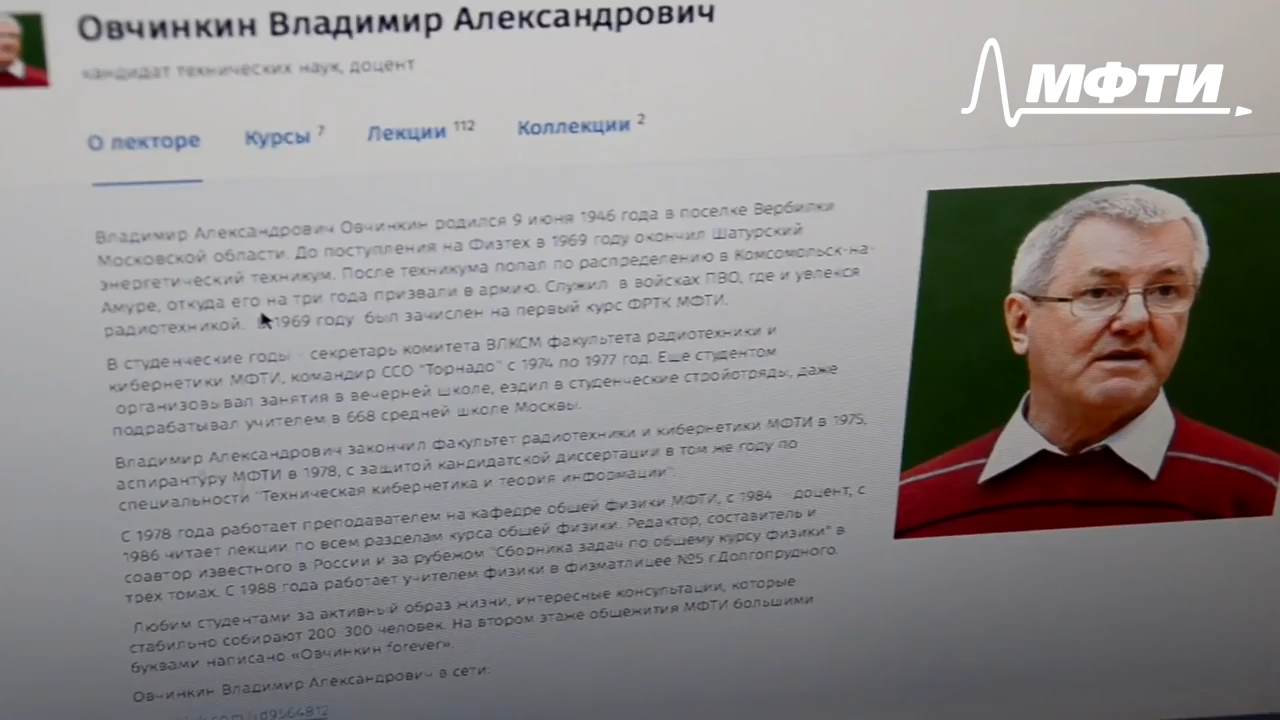 Овчинкин Владимир Александрович
кандидат технических наук, доцент
МФТИ
О лекторе Курсы 7 Лекции 112 Коллекции 2
Владимир Александрович Овчинкин родился 9 июня 1946 года в поселке Вербилки
Московской области. До поступления на Физтех в 1969 году окончил Шатурский
энергетический техникум. После техникума попал по распределению в Комсомольск-на-
Амуре, откуда его на три года призвали в армию. Служил в войсках ПВО, где и увлекся
радиотехникой. В 1969 году был зачислен на первый курс ФРТК МФТИ.
В студенческие годы - секретарь комитета ВЛКСМ факультета радиотехники и
кибернетики МФТИ, командир ССО "Торнадо" с 1974 по 1977 год. Еще студентом
организовывал занятия в вечерней школе, ездил в студенческие стройотряды, даже
подрабатывал учителем в 668 средней школе Москвы.
Владимир Александрович закончил факультет радиотехники и кибернетики МФТИ в 1975,
аспирантуру МФТИ в 1978, с защитой кандидатской диссертации в том же году по
специальности "Техническая кибернетика и теория информации".
С 1978 года работает преподавателем на кафедре общей физики МФТИ, с 1984 - доцент, с
1986 читает лекции по всем разделам курса общей физики. Редактор, составитель и
соавтор известного в России и за рубежом "Сборника задач по общему курсу физики" в
трёх томах. С 1988 года работает учителем физики в физматлицее №5 г.Долгопрудного.
Любим студентами за активный образ жизни, интересные консультации, которые
стабильно собирают 200-300 человек. На втором этаже общежития МФТИ большими
буквами написано «Овчинкин forever».
Овчинкин Владимир Александрович в сети: